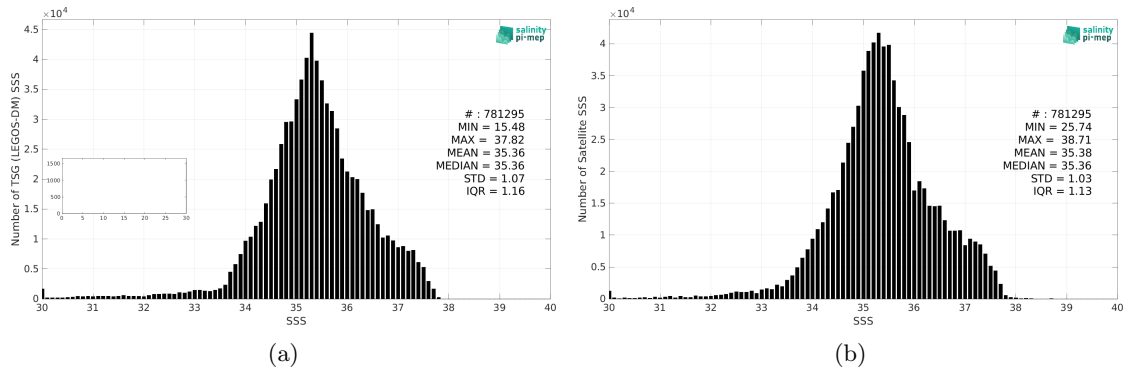 ×10⁴
4.5
4
3.5
3
2.5
2
1.5
1
0.5
0
Number of TSG (LEGOS-DM) SSS
salinity
pi-mep
# : 781295
MIN = 15.48
MAX = 37.82
MEAN = 35.36
MEDIAN = 35.36
STD = 1.07
IQR = 1.16
1500
1000
500
0
0 5 10 15 20 25 30
30 31 32 33 34 35 36 37 38 39 40
SSS
(a)
×10⁴
4
3.5
3
2.5
2
1.5
1
0.5
0
Number of Satellite SSS
salinity
pi-mep
# : 781295
MIN = 25.74
MAX = 38.71
MEAN = 35.38
MEDIAN = 35.36
STD = 1.03
IQR = 1.13
30 31 32 33 34 35 36 37 38 39 40
SSS
(b)